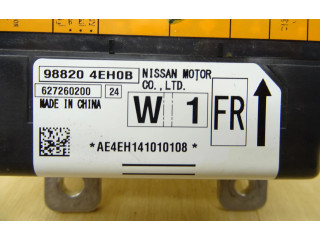 98820 4EH0B
NISSAN MOTOR
CO., LTD.
627260200
24
MADE IN CHINA
W 1
FR
*AE4EH141010108*